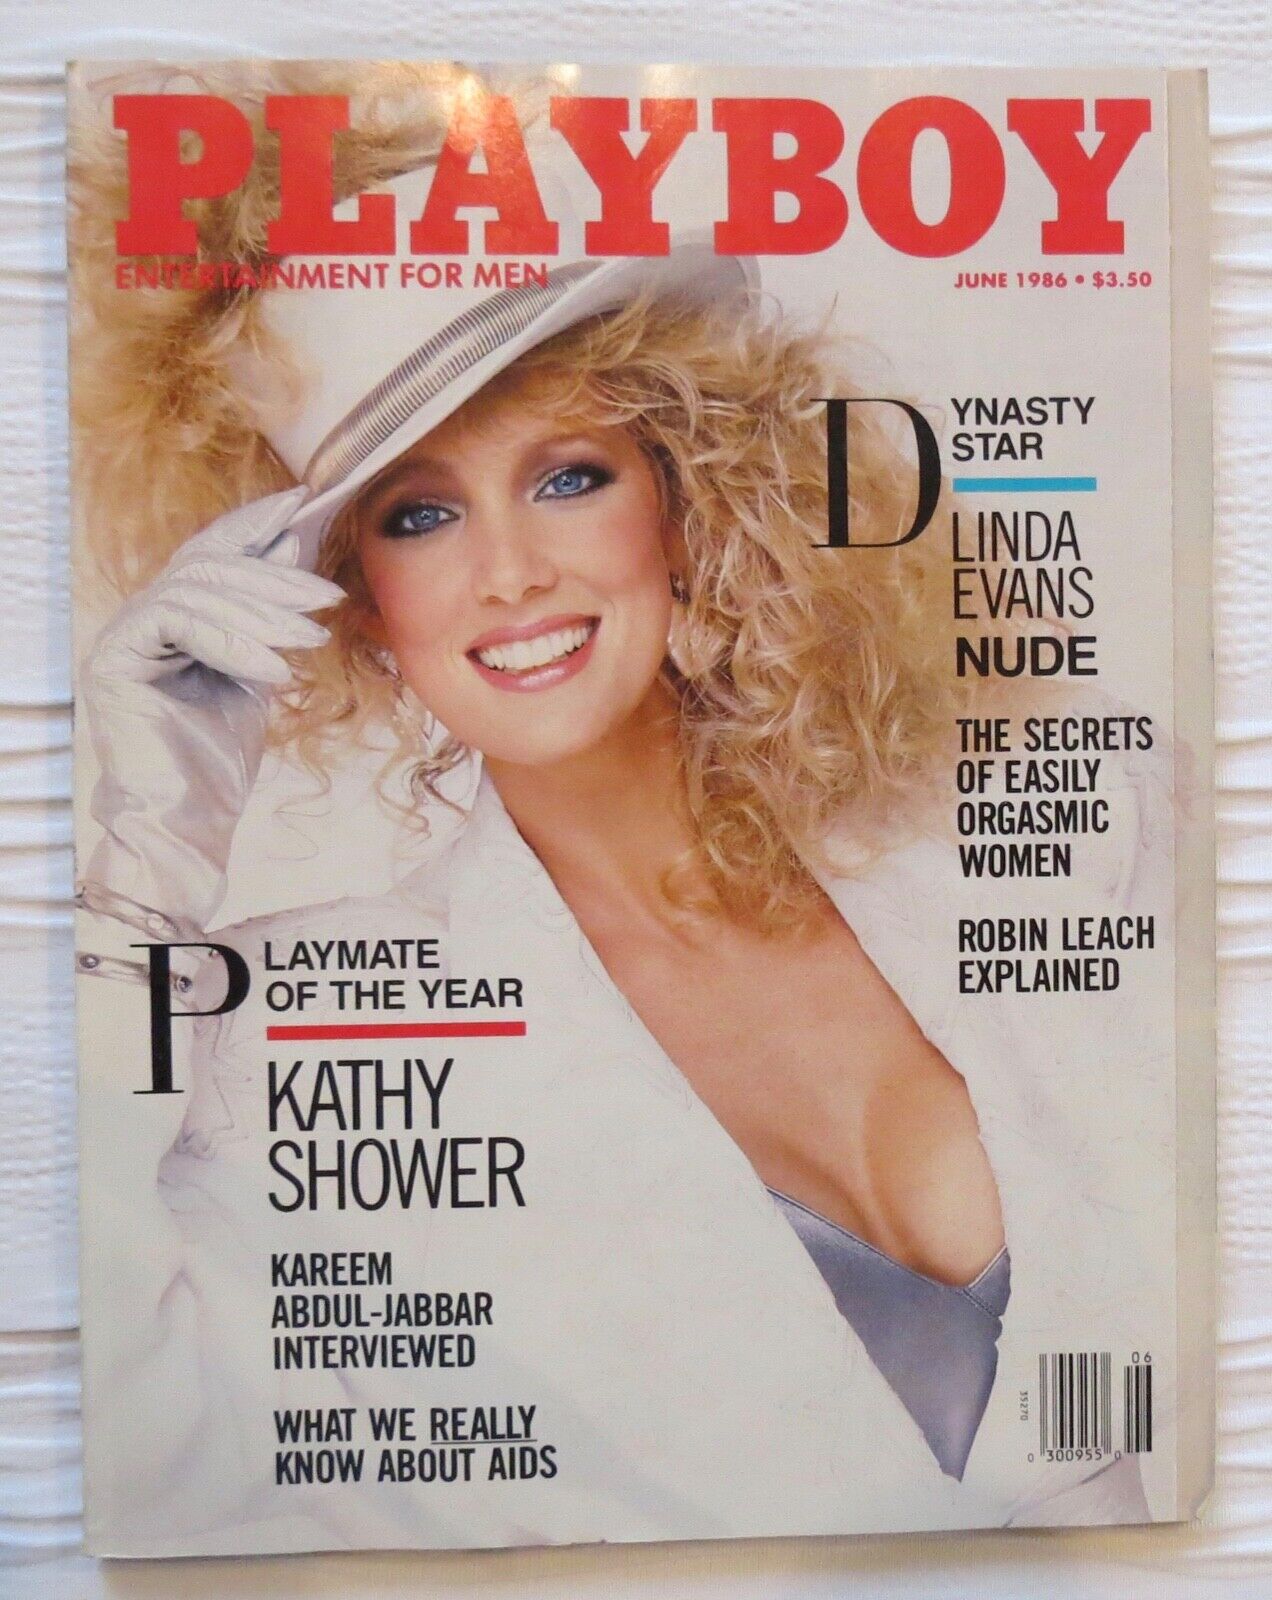 PLAYBOY
ENTERTAINMENT FOR MEN
JUNE 1986 • $3.50
DYNASTY
STAR
LINDA
EVANS
NUDE
THE SECRETS
OF EASILY
ORGASMIC
WOMEN
ROBIN LEACH
EXPLAINED
PLAYMATE
OF THE YEAR
KATHY
SHOWER
KAREEM
ABDUL-JABBAR
INTERVIEWED
WHAT WE REALLY
KNOW ABOUT AIDS
06
35270
0 300955 0